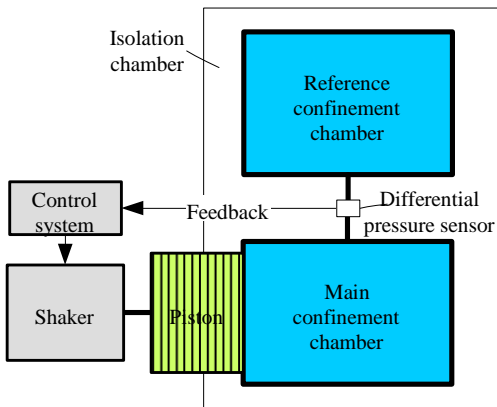 Isolation
chamber
Reference
confinement
chamber
Control
system
Feedback
Differential
pressure sensor
Shaker
Piston
Main
confinement
chamber